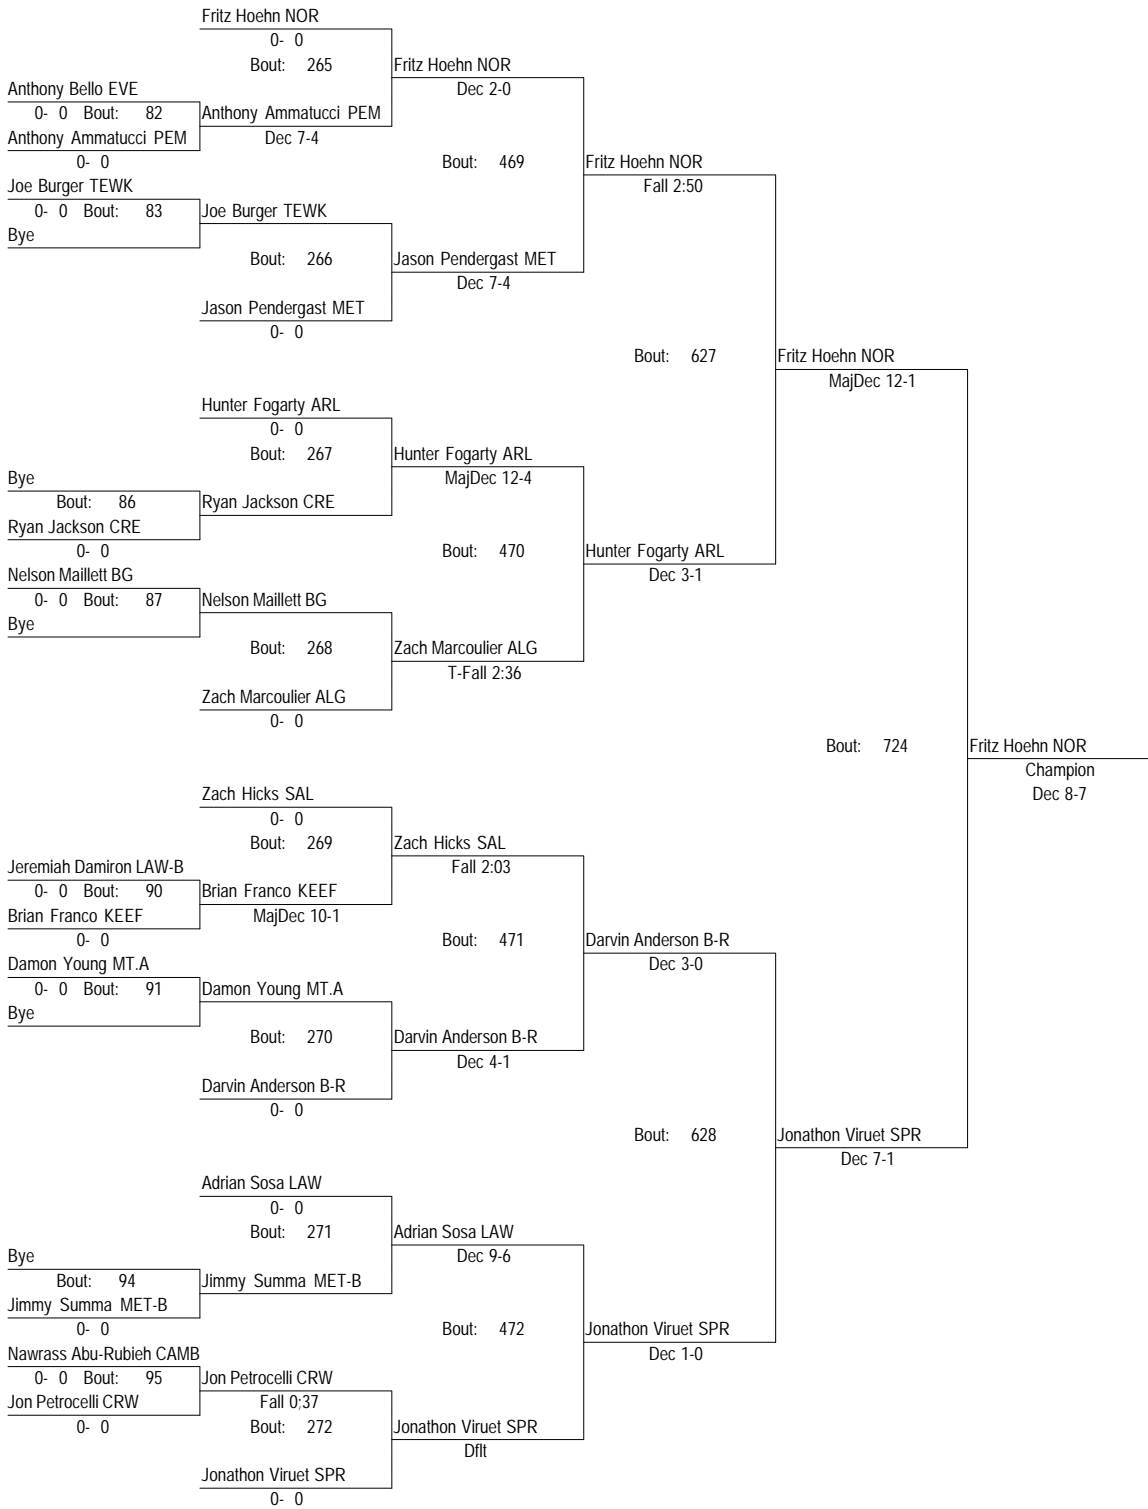 Fritz Hoehn NOR
0- 0
Bout: 265 Fritz Hoehn NOR
Anthony Bello EVE Dec 2-0
0- 0 Bout: 82 Anthony Ammatucci PEM
Anthony Ammatucci PEM Dec 7-4
0- 0 Bout: 469 Fritz Hoehn NOR
Joe Burger TEWK Fall 2:50
0- 0 Bout: 83 Joe Burger TEWK
Bye
Bout: 266 Jason Pendergast MET
Dec 7-4
Jason Pendergast MET
0- 0
Bout: 627 Fritz Hoehn NOR
MajDec 12-1
Hunter Fogarty ARL
0- 0
Bout: 267 Hunter Fogarty ARL
Bye MajDec 12-4
Bout: 86 Ryan Jackson CRE
Ryan Jackson CRE
0- 0 Bout: 470 Hunter Fogarty ARL
Nelson Maillett BG Dec 3-1
0- 0 Bout: 87 Nelson Maillett BG
Bye
Bout: 268 Zach Marcoulier ALG
T-Fall 2:36
Zach Marcoulier ALG
0- 0
Bout: 724 Fritz Hoehn NOR
Champion
Zach Hicks SAL Dec 8-7
0- 0
Bout: 269 Zach Hicks SAL
Jeremiah Damiron LAW-B Fall 2:03
0- 0 Bout: 90 Brian Franco KEEF
Brian Franco KEEF MajDec 10-1
0- 0 Bout: 471 Darvin Anderson B-R
Damon Young MT.A Dec 3-0
0- 0 Bout: 91 Damon Young MT.A
Bye
Bout: 270 Darvin Anderson B-R
Dec 4-1
Darvin Anderson B-R
0- 0
Bout: 628 Jonathon Viruet SPR
Dec 7-1
Adrian Sosa LAW
0- 0
Bout: 271 Adrian Sosa LAW
Bye Dec 9-6
Bout: 94 Jimmy Summa MET-B
Jimmy Summa MET-B
0- 0 Bout: 472 Jonathon Viruet SPR
Nawrass Abu-Rubieh CAMB Dec 1-0
0- 0 Bout: 95 Jon Petrocelli CRW
Jon Petrocelli CRW Fall 0;37
0- 0 Bout: 272 Jonathon Viruet SPR
Dflt
Jonathon Viruet SPR
0- 0